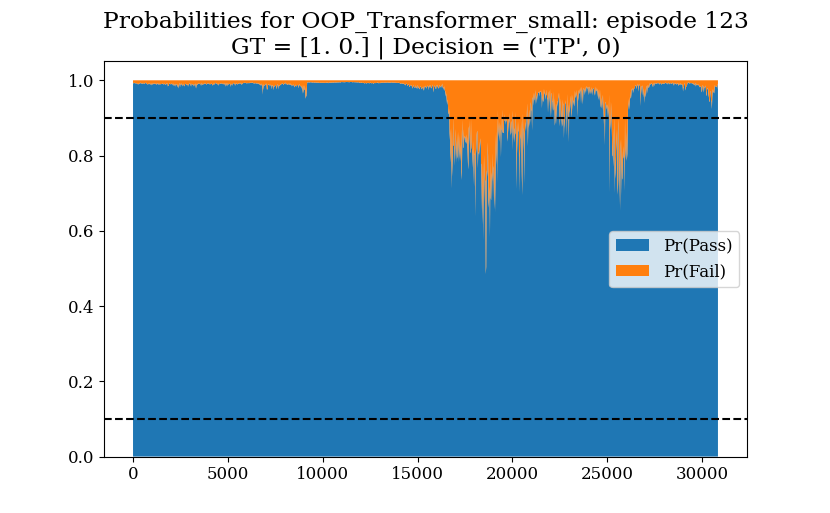 Probabilities for OOP_Transformer_small: episode 123
GT = [1. 0.] | Decision = ('TP', 0)
1.0
0.8
0.6
0.4
0.2
0.0
Pr(Pass)
Pr(Fail)
0 5000 10000 15000 20000 25000 30000